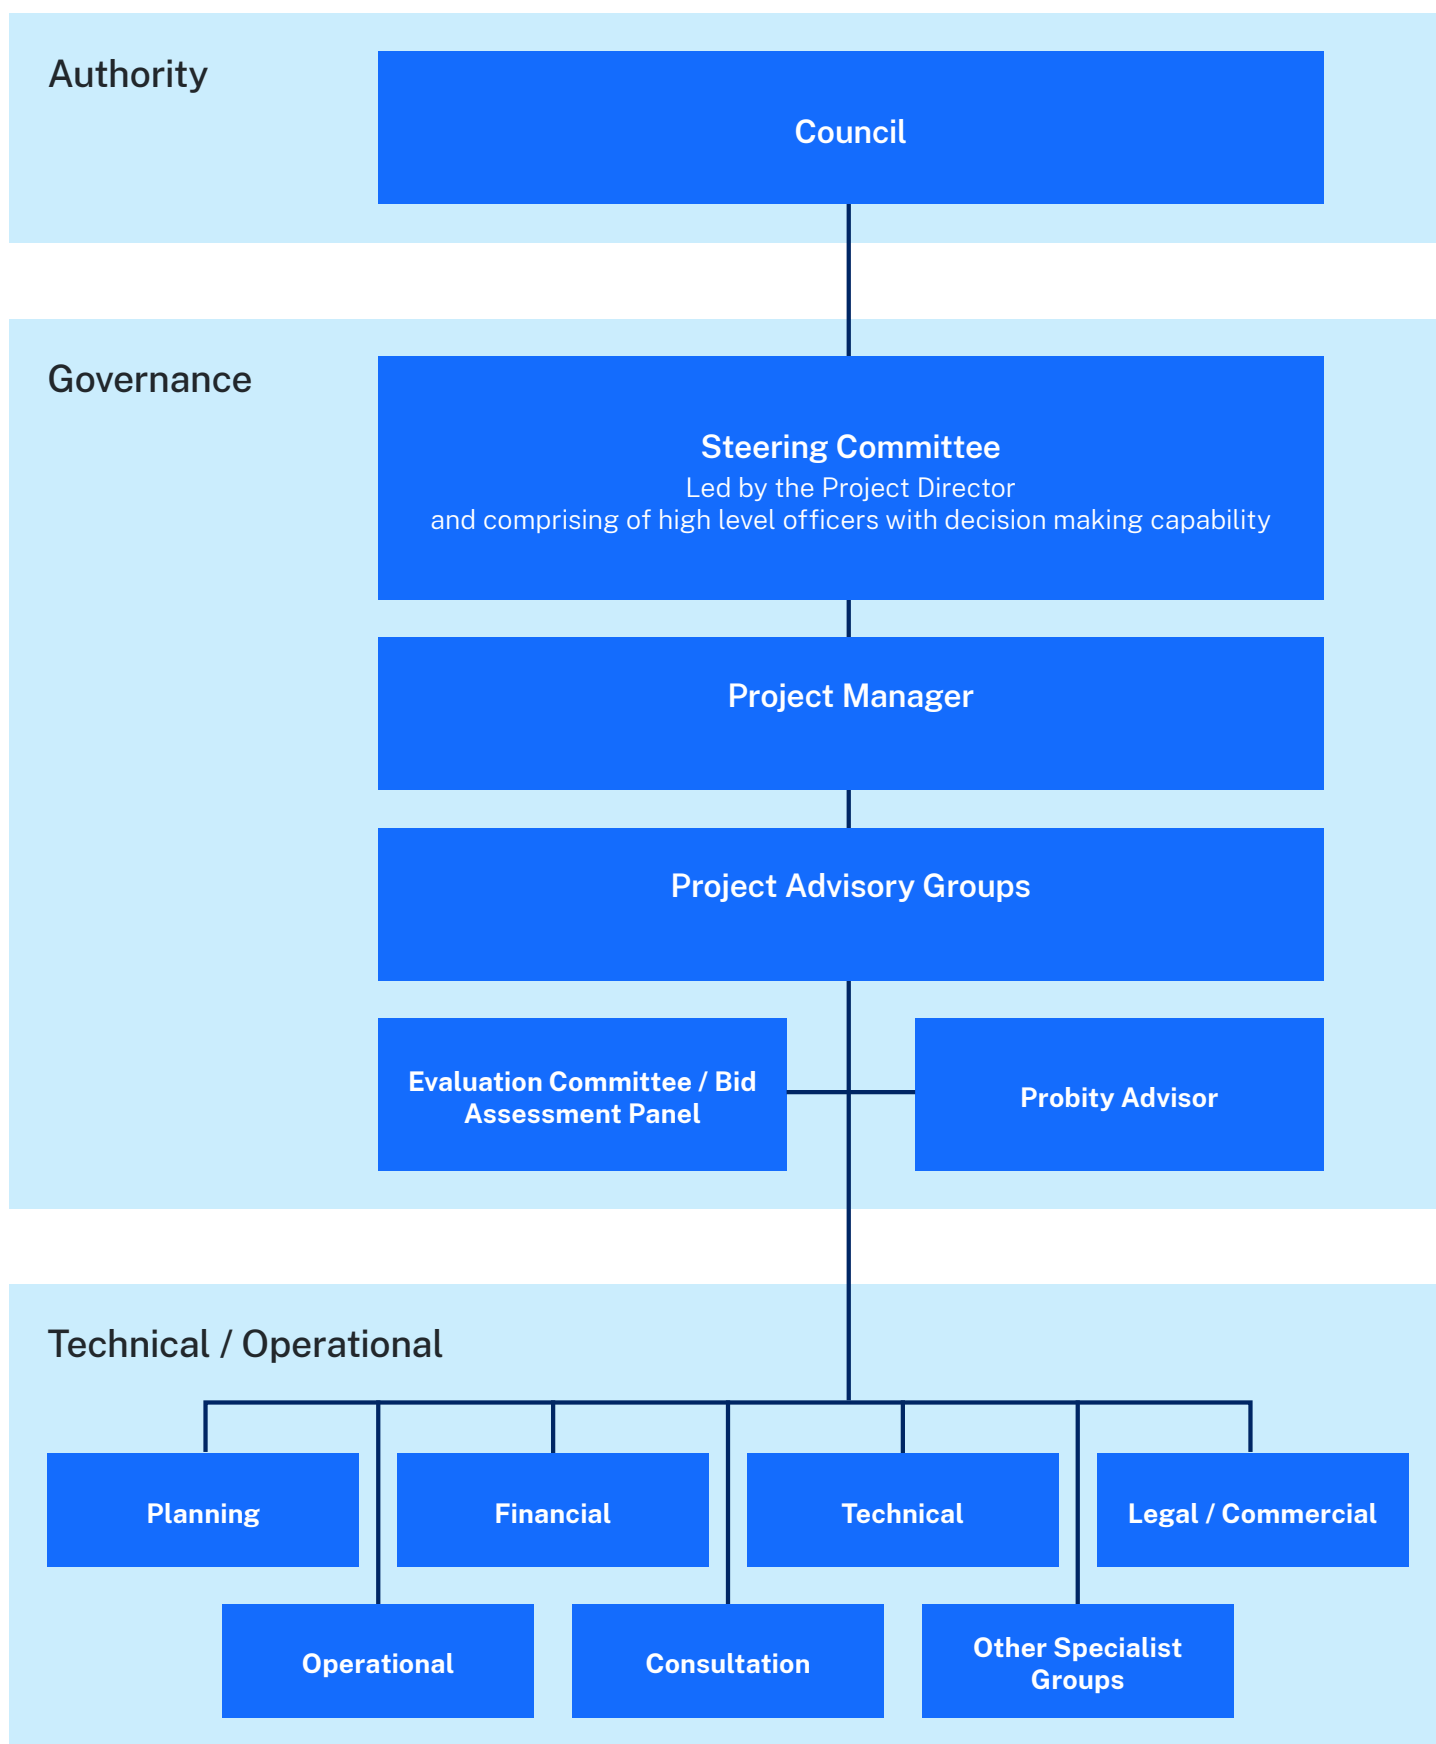 Authority
Council
Governance
Steering Committee
Led by the Project Director
and comprising of high level officers with decision making capability
Project Manager
Project Advisory Groups
Evaluation Committee / Bid
Assessment Panel
Probity Advisor
Technical / Operational
Planning
Financial
Technical
Legal / Commercial
Operational
Consultation
Other Specialist
Groups